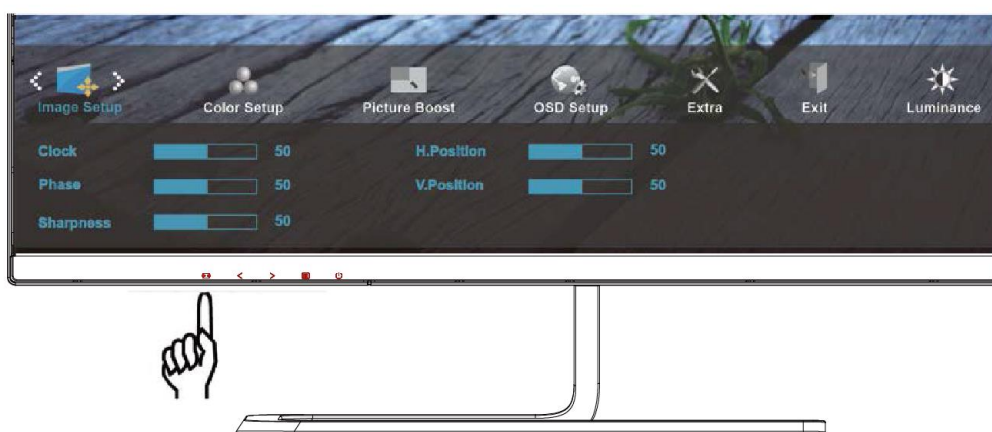 Image Setup Color Setup Picture Boost OSD Setup Extra Exit Luminance
Clock 50 H.Position 50
Phase 50 V.Position 50
Sharpness 50